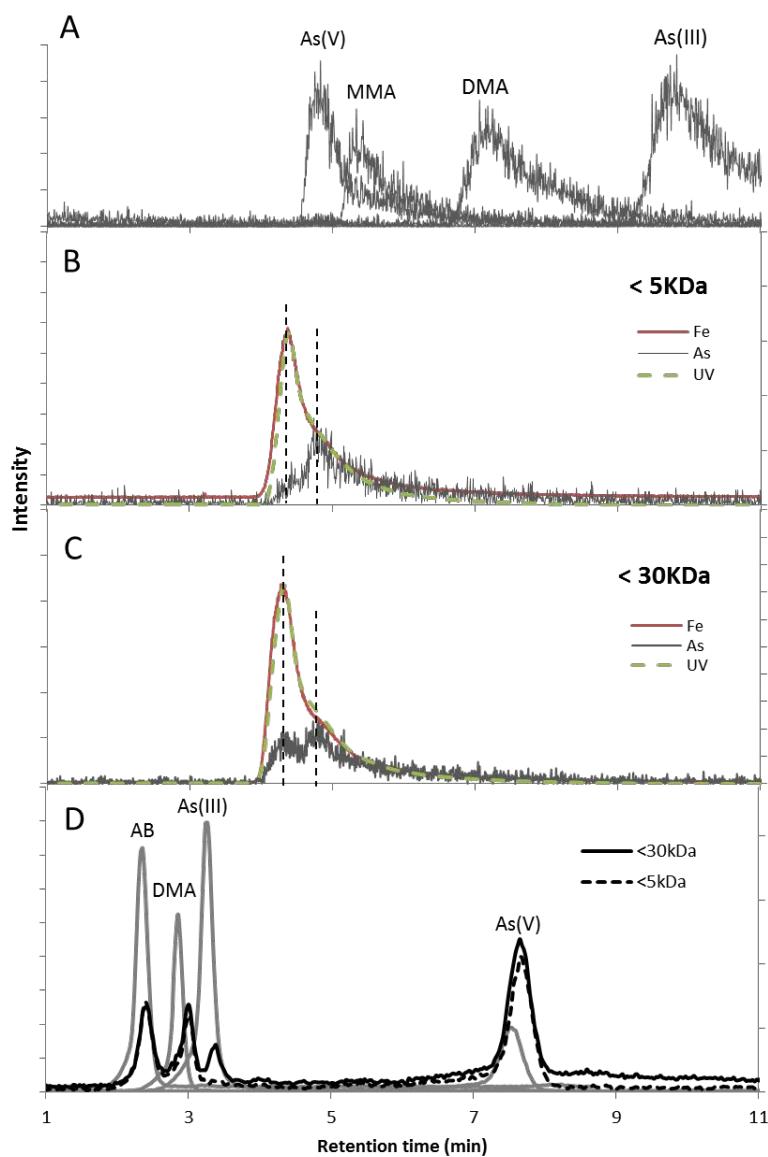 A
As(V)
MMA
DMA
As(III)
B
< 5KDa
Fe
As
UV
Intensity
C
< 30KDa
Fe
As
UV
D
AB
DMA
As(III)
As(V)
<30kDa
<5kDa
1 3 5 7 9 11
Retention time (min)